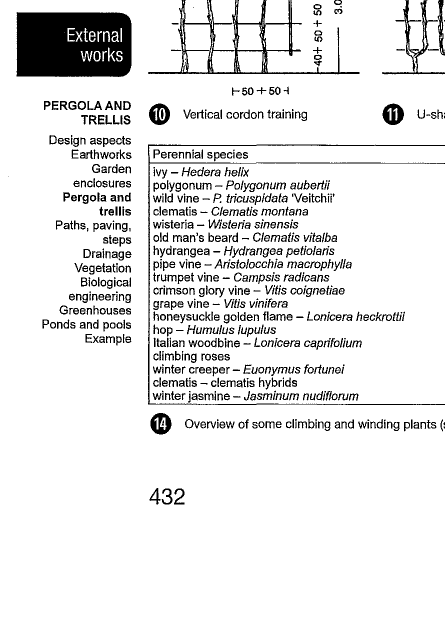 External
works
PERGOLA AND
TRELLIS
Design aspects
Earthworks
Garden
enclosures
Pergola and
trellis
Paths, paving,
steps
Drainage
Vegetation
Biological
engineering
Greenhouses
Ponds and pools
Example
50 + 50
40+ 50 + 50
3.0
10 Vertical cordon training
11 U-sha
Perennial species
ivy – Hedera helix
polygonum – Polygonum aubertii
wild vine – P. tricuspidata 'Veitchii'
clematis – Clematis montana
wisteria – Wisteria sinensis
old man's beard – Clematis vitalba
hydrangea – Hydrangea petiolaris
pipe vine – Aristolocchia macrophylla
trumpet vine – Campsis radicans
crimson glory vine – Vitis coignetiae
grape vine – Vitis vinifera
honeysuckle golden flame – Lonicera heckrottii
hop – Humulus lupulus
Italian woodbine – Lonicera caprifolium
climbing roses
winter creeper – Euonymus fortunei
clematis – clematis hybrids
winter jasmine – Jasminum nudiflorum
14 Overview of some climbing and winding plants (s
432